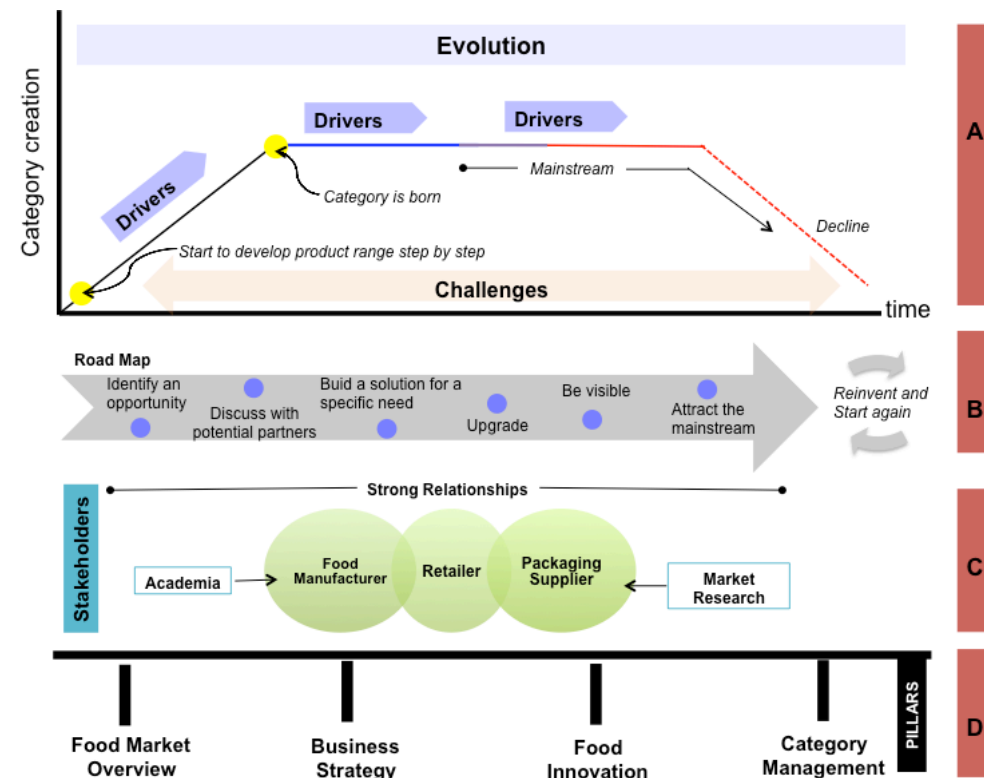 Evolution
A
Category creation
Drivers
Drivers
Drivers
Mainstream
Category is born
Decline
Start to develop product range step by step
Challenges
time
Road Map
Identify an
opportunity
Discuss with
potential partners
Buid a solution for a
specific need
Upgrade
Be visible
Attract the
mainstream
Reinvent and
Start again
B
Stakeholders
Strong Relationships
Academia
Food
Manufacturer
Retailer
Packaging
Supplier
Market
Research
C
PILLARS
D
Food Market
Overview
Business
Strategy
Food
Innovation
Category
Management